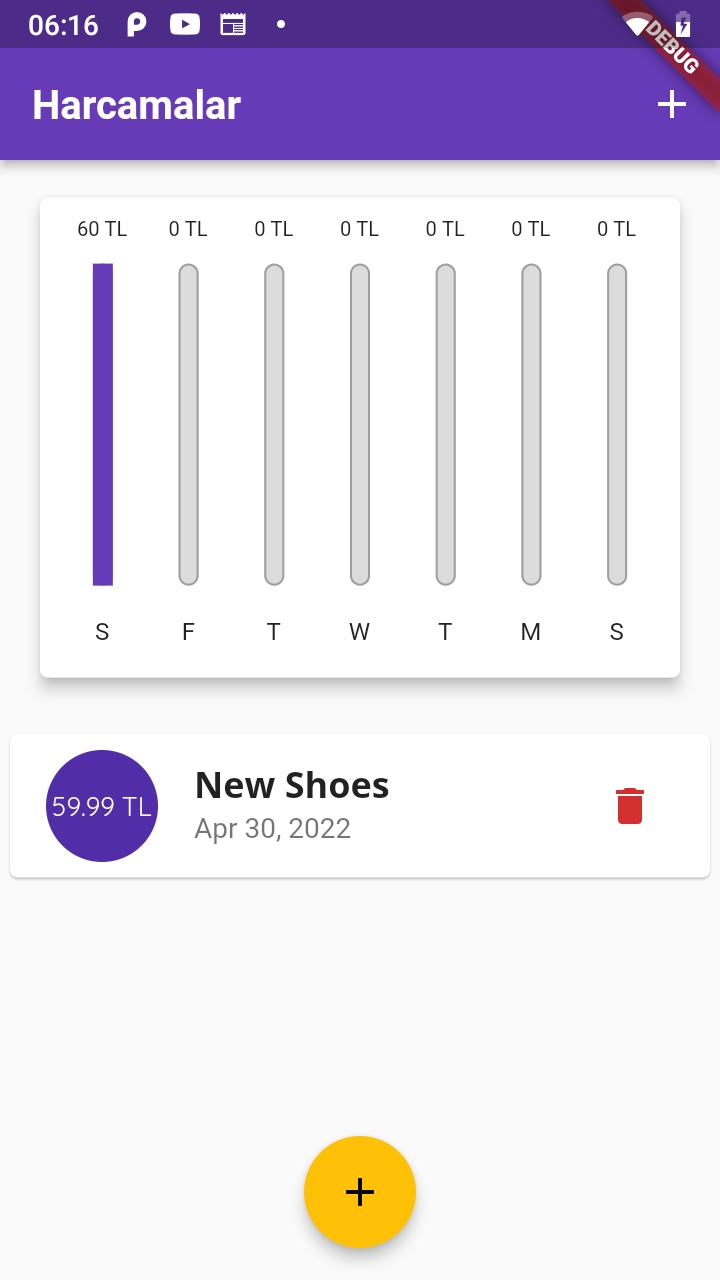 06:16
DEBUG
Harcamalar
60 TL 0 TL 0 TL 0 TL 0 TL 0 TL 0 TL
S F T W T M S
59.99 TL
New Shoes
Apr 30, 2022